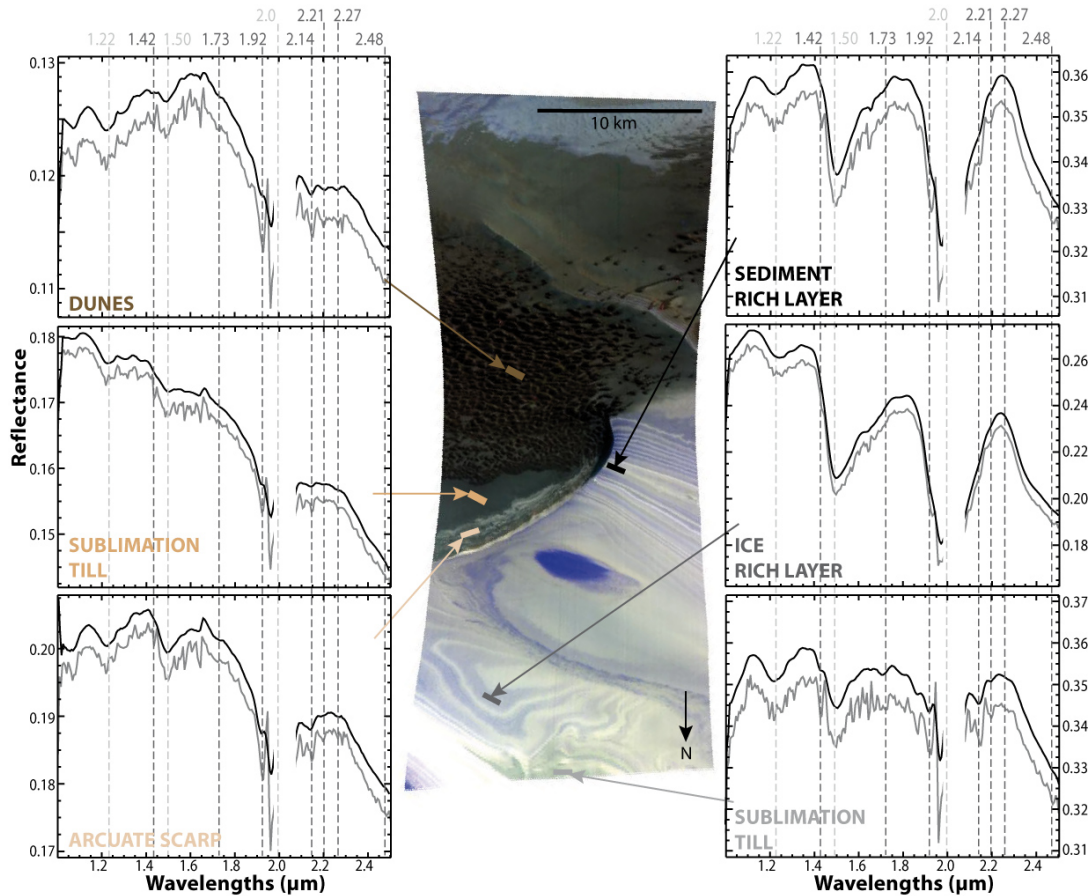 2.0 2.21 2.27
1.22 1.42 1.50 1.73 1.92 2.14 2.48
2.0 2.21 2.27
1.22 1.42 1.50 1.73 1.92 2.14 2.48
0.13
0.12
0.11
DUNES
0.18
0.17
0.16
0.15
SUBLIMATION
TILL
0.20
0.19
0.18
0.17
ARCUATE SCARP
Reflectance
1.2 1.4 1.6 1.8 2.0 2.2 2.4
Wavelengths (μm)
10 km
N
0.36
0.35
0.34
0.33
0.32
0.31
SEDIMENT
RICH LAYER
0.26
0.24
0.22
0.20
0.18
ICE
RICH LAYER
0.37
0.36
0.35
0.34
0.33
0.32
0.31
SUBLIMATION
TILL
1.2 1.4 1.6 1.8 2.0 2.2 2.4
Wavelengths (μm)